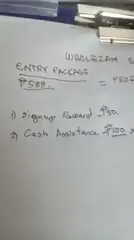 ENTRY PACKAGE
₱588. =
1) Signup Reward - ₱50.
2) Cash Assistance ₱100 x